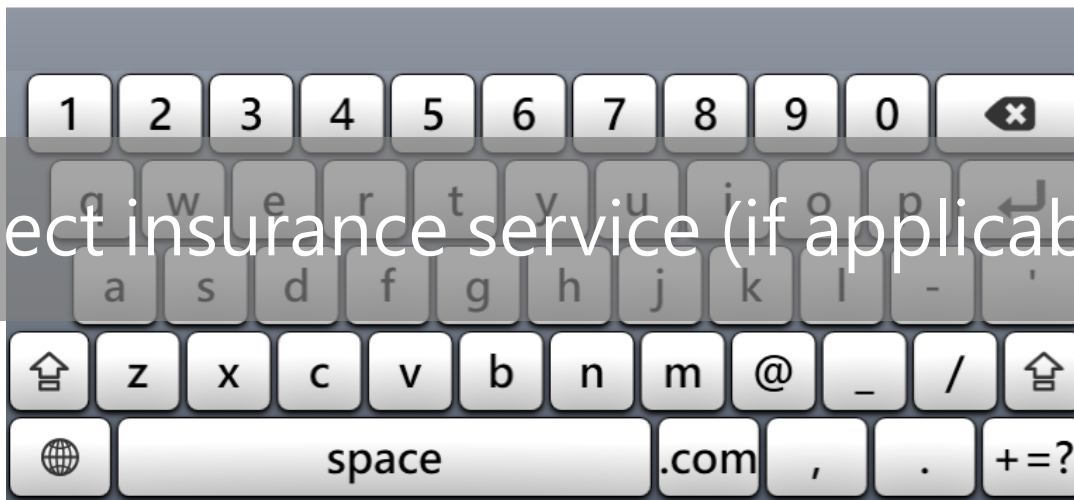 1 2 3 4 5 6 7 8 9 0
q w e r t y u i o p
ect insurance service (if applicab
a s d f g h j k l - '
z x c v b n m @ _ /
space .com , . +=?